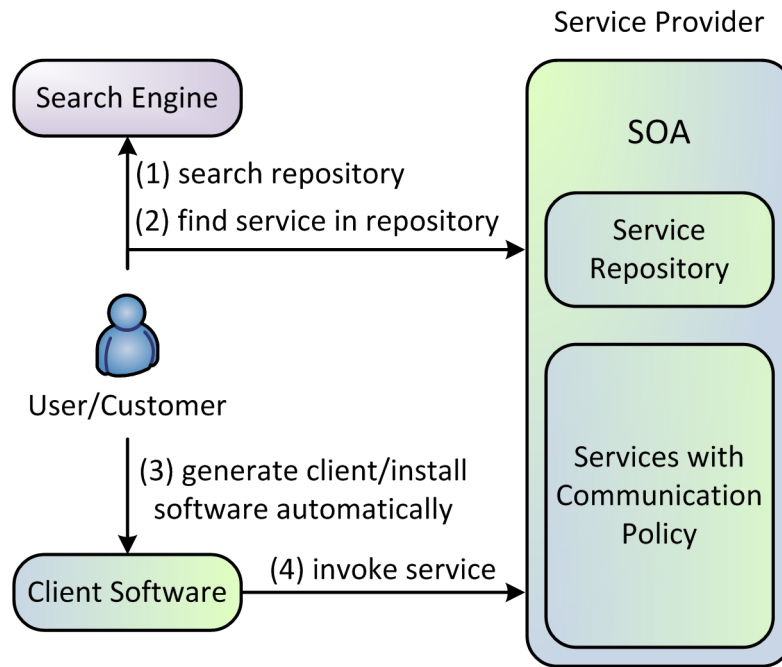 Service Provider
Search Engine
SOA
(1) search repository
(2) find service in repository
Service
Repository
User/Customer
(3) generate client/install
software automatically
Services with
Communication
Policy
Client Software
(4) invoke service